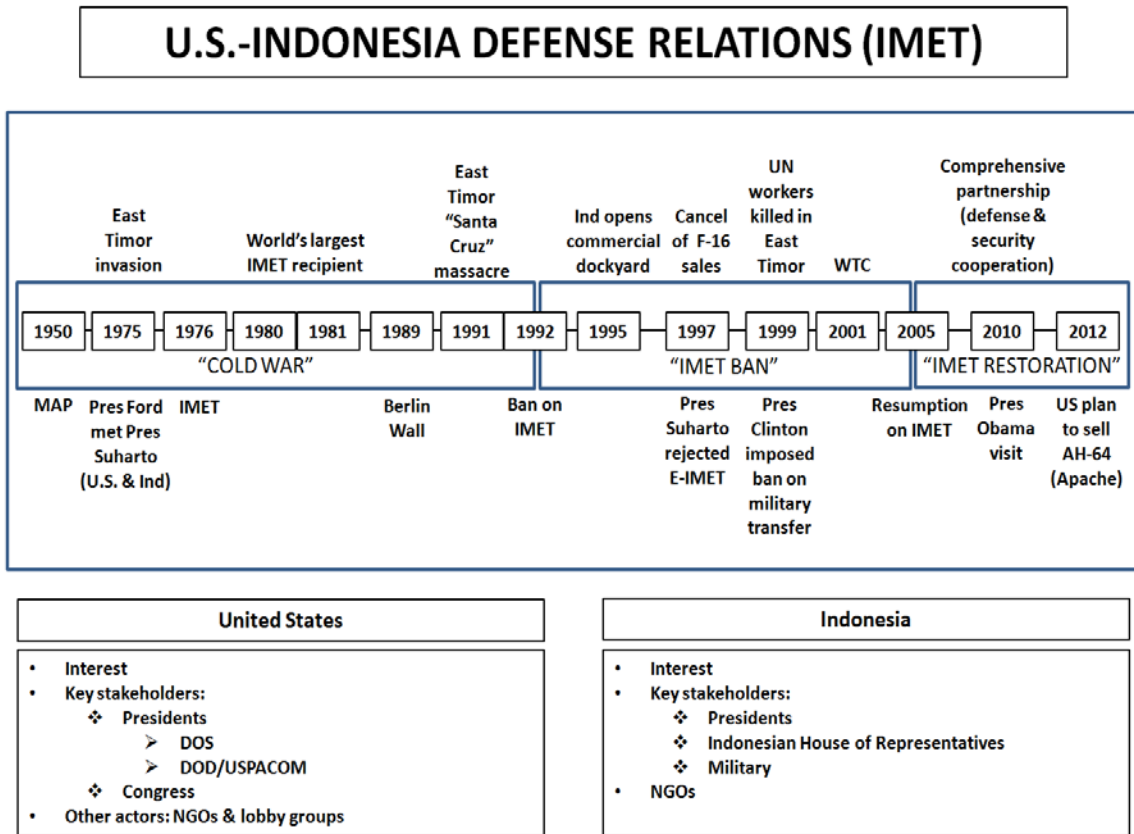 U.S.-INDONESIA DEFENSE RELATIONS (IMET)
East
Timor
invasion
World's largest
IMET recipient
East
Timor
“Santa
Cruz”
massacre
Ind opens
commercial
dockyard
Cancel
of F-16
sales
UN
workers
killed in
East
Timor
WTC
Comprehensive
partnership
(defense &
security
cooperation)
1950
1975
1976
1980
1981
1989
1991
1992
1995
1997
1999
2001
2005
2010
2012
“COLD WAR”
“IMET BAN”
“IMET RESTORATION”
MAP
Pres Ford
met Pres
Suharto
(U.S. & Ind)
IMET
Berlin
Wall
Ban on
IMET
Pres
Suharto
rejected
E-IMET
Pres
Clinton
imposed
ban on
military
transfer
Resumption
on IMET
Pres
Obama
visit
US plan
to sell
AH-64
(Apache)
United States
• Interest
• Key stakeholders:
❖ Presidents
➢ DOS
➢ DOD/USPACOM
❖ Congress
• Other actors: NGOs & lobby groups
Indonesia
• Interest
• Key stakeholders:
❖ Presidents
❖ Indonesian House of Representatives
❖ Military
• NGOs